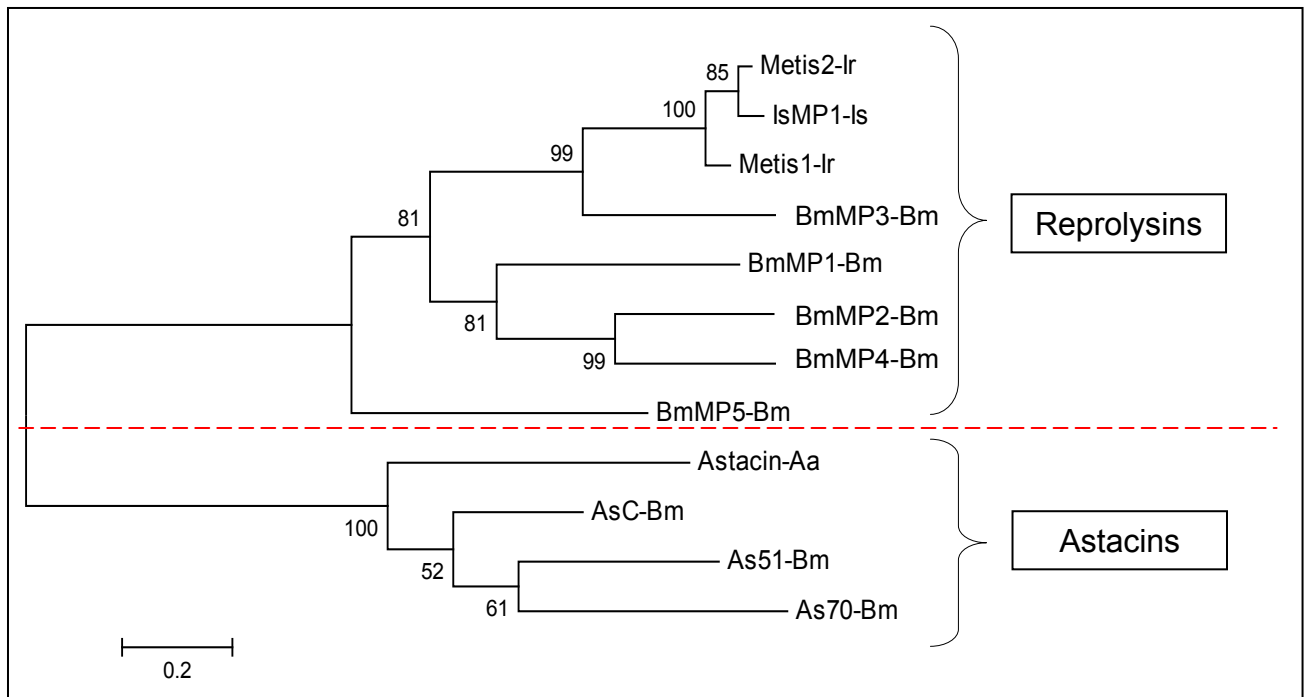 85
Metis2-Ir
100
IsMP1-Is
99
Metis1-Ir
81
BmMP3-Bm
Reprolysins
BmMP1-Bm
81
BmMP2-Bm
99
BmMP4-Bm
BmMP5-Bm
Astacin-Aa
100
AsC-Bm
Astacins
52
As51-Bm
61
As70-Bm
0.2